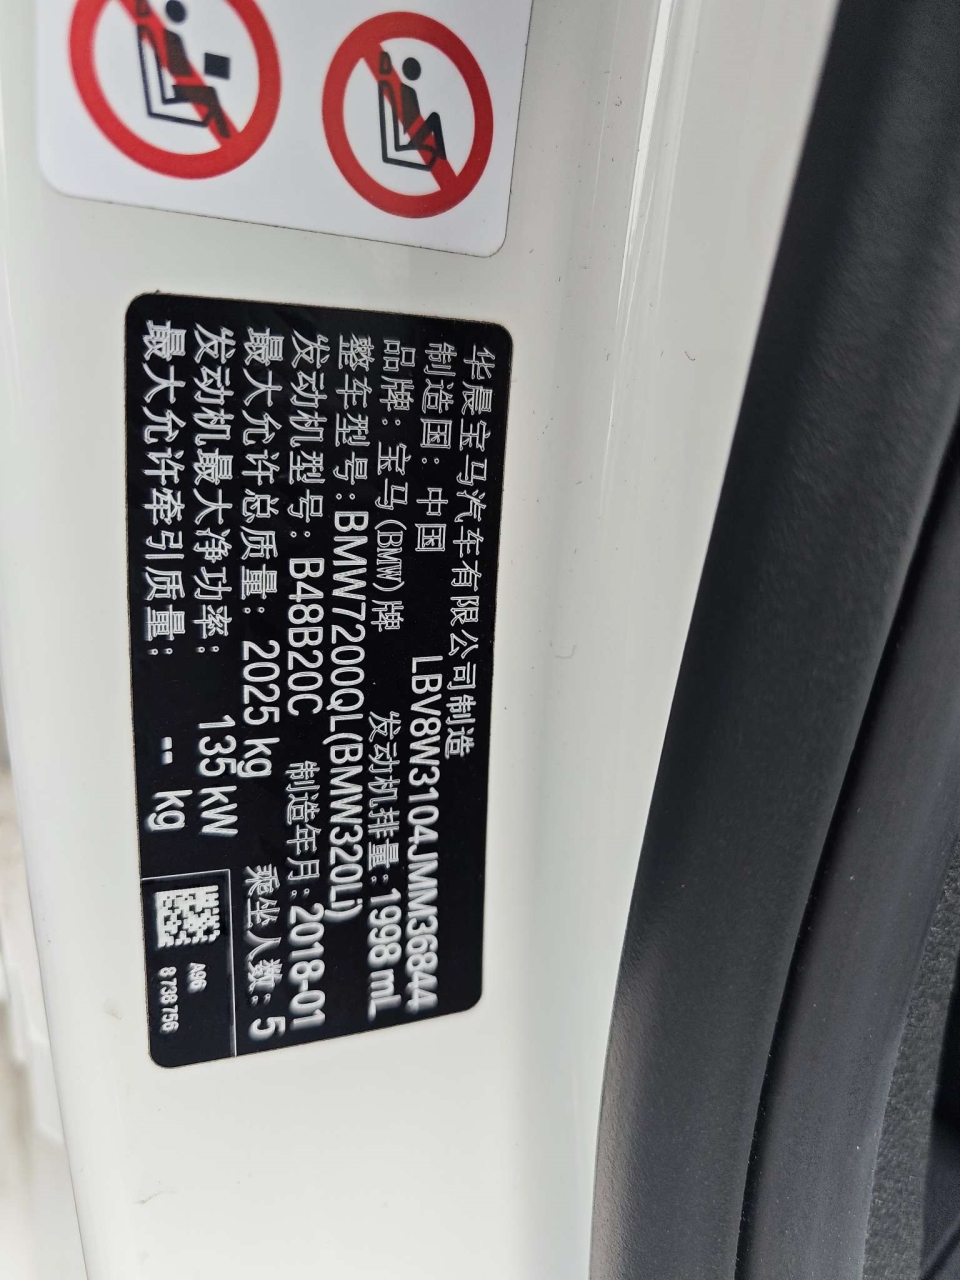 华晨宝马汽车有限公司制造
制造国：中国 LBV8W3104JMM36844
品牌：宝马(BMW)牌 发动机排量：1998 mL
整车型号：BMW7200QL(BMW320Li)
发动机型号：B48B20C 制造年月：2018-01
最大允许总质量：2025 kg 乘坐人数：5
发动机最大净功率：135 kW
最大允许牵引质量：-- kg
A96
8 738 756